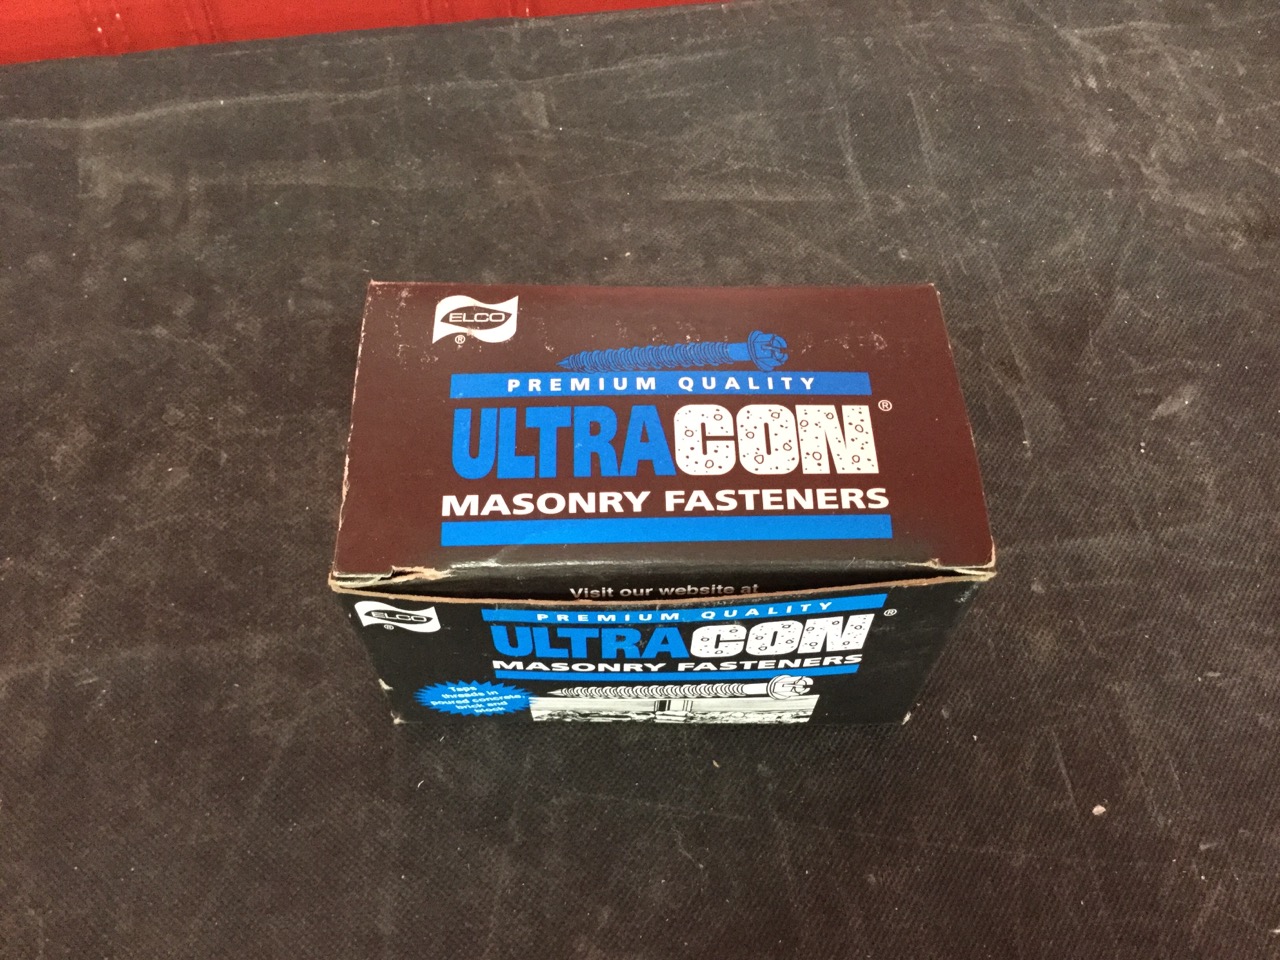 ELCO
®
PREMIUM QUALITY
ULTRACON®
MASONRY FASTENERS
Visit our website at
ELCO
®
PREMIUM QUALITY
ULTRACON®
MASONRY FASTENERS
Taps
threads in
poured concrete,
brick and
block